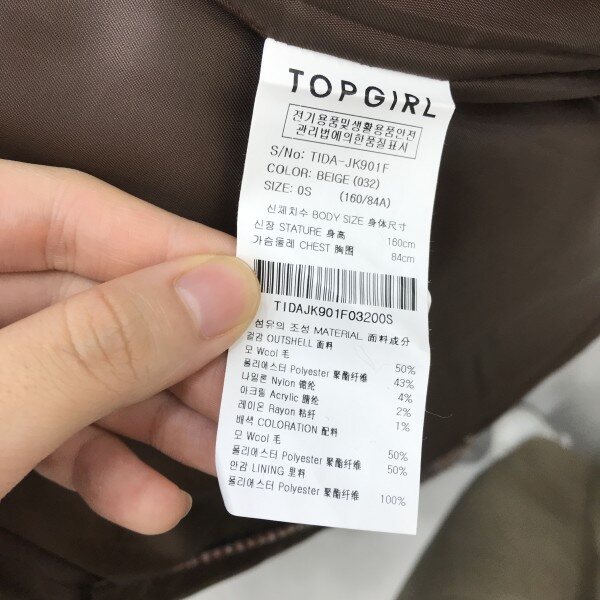 TOPGIRL
전기용품및생활용품안전
관리법에의한품질표시
S/No: TIDA-JK901F
COLOR: BEIGE (032)
SIZE: 0S (160/84A)
신체치수 BODY SIZE 身体尺寸
신장 STATURE 身高 160cm
가슴둘레 CHEST 胸围 84cm
TIDAJK901F03200S
섬유의 조성 MATERIAL 面料成分
겉감 OUTSHELL 面料
모 Wool 毛 50%
폴리에스터 Polyester 聚酯纤维 43%
나일론 Nylon 锦纶 4%
아크릴 Acrylic 腈纶 2%
레이온 Rayon 粘纤 1%
배색 COLORATION 配料
모 Wool 毛 50%
폴리에스터 Polyester 聚酯纤维 50%
안감 LINING 里料
폴리에스터 Polyester 聚酯纤维 100%